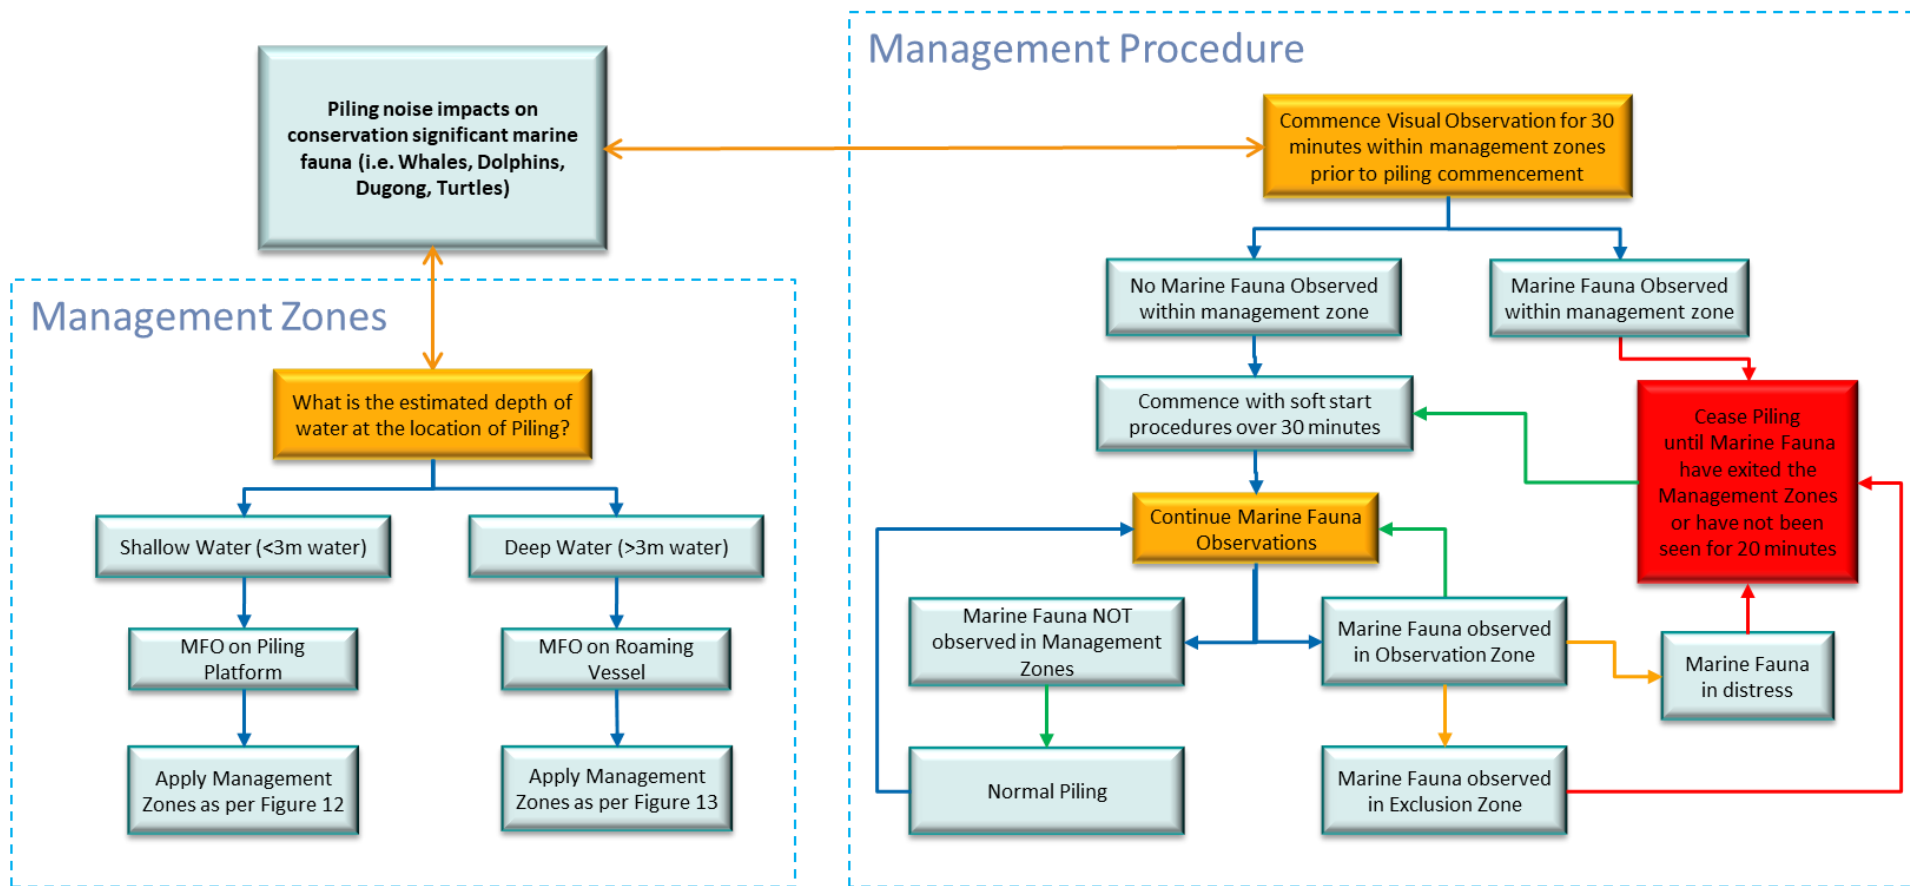 Management Procedure
Piling noise impacts on
conservation significant marine
fauna (i.e. Whales, Dolphins,
Dugong, Turtles)
Commence Visual Observation for 30
minutes within management zones
prior to piling commencement
No Marine Fauna Observed
within management zone
Marine Fauna Observed
within management zone
Management Zones
What is the estimated depth of
water at the location of Piling?
Commence with soft start
procedures over 30 minutes
Cease Piling
until Marine Fauna
have exited the
Management Zones
or have not been
seen for 20 minutes
Shallow Water (<3m water)
Deep Water (>3m water)
Continue Marine Fauna
Observations
MFO on Piling
Platform
MFO on Roaming
Vessel
Marine Fauna NOT
observed in Management
Zones
Marine Fauna observed
in Observation Zone
Marine Fauna
in distress
Apply Management
Zones as per Figure 12
Apply Management
Zones as per Figure 13
Normal Piling
Marine Fauna observed
in Exclusion Zone